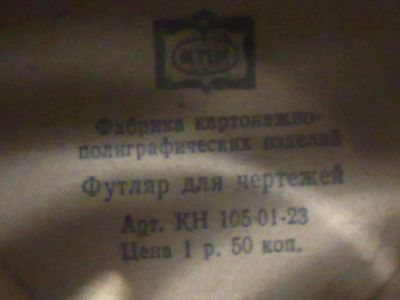 Фабрика картонажно-
полиграфических изделий
Футляр для чертежей
Арт. КН 105-01-23
Цена 1 р. 50 коп.